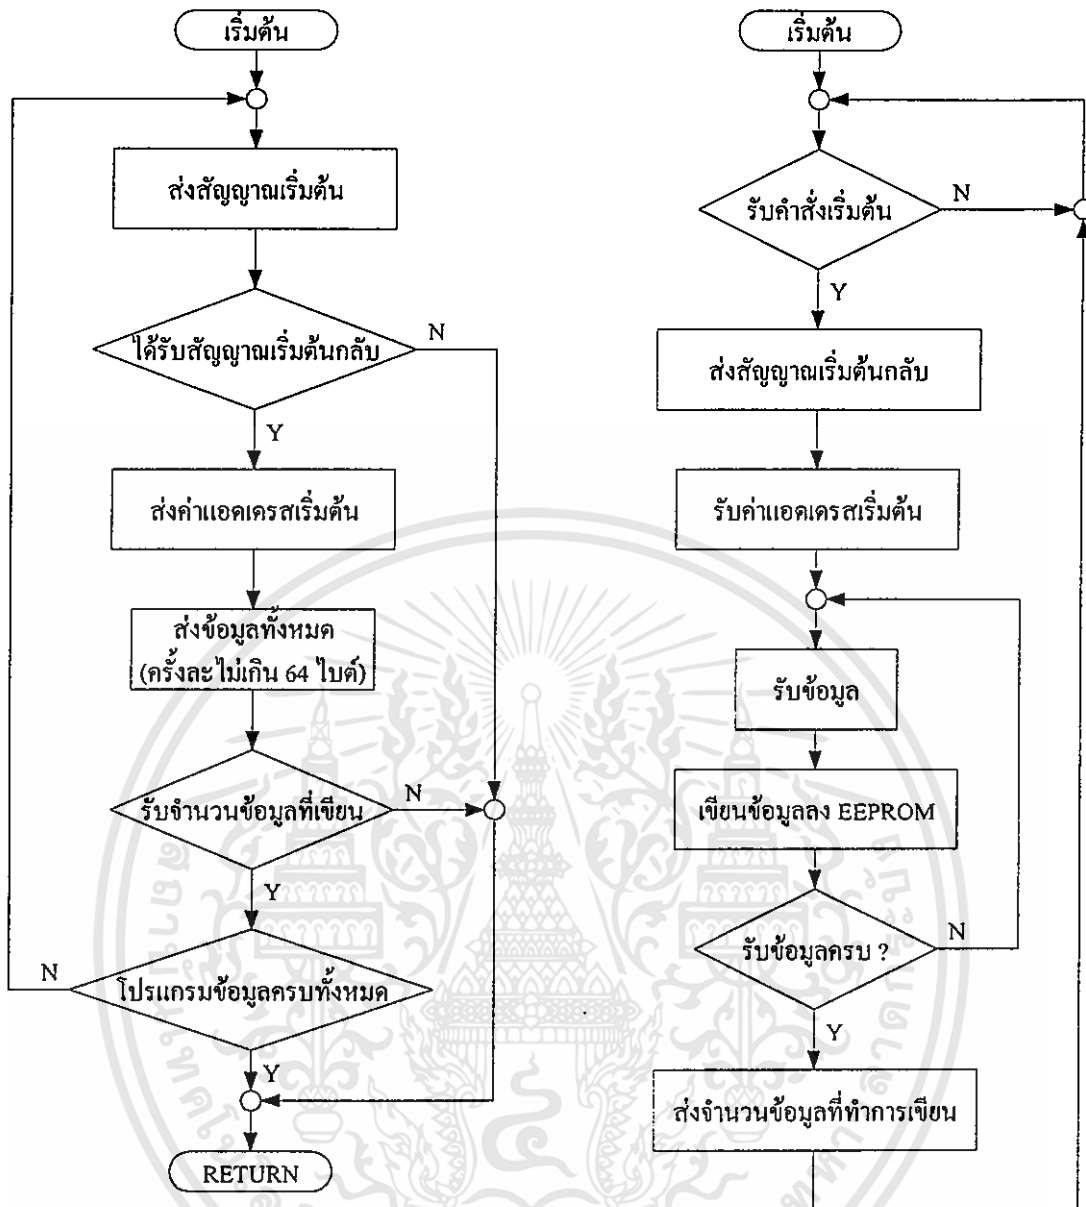 เริ่มต้น
ส่งสัญญาณเริ่มต้น
ได้รับสัญญาณเริ่มต้นกลับ
N
Y
ส่งค่าแอดเดรสเริ่มต้น
ส่งข้อมูลทั้งหมด
(ครั้งละไม่เกิน 64 ไบต์)
รับจำนวนข้อมูลที่เขียน
N
Y
โปรแกรมข้อมูลครบทั้งหมด
N
Y
RETURN
เริ่มต้น
รับคำสั่งเริ่มต้น
N
Y
ส่งสัญญาณเริ่มต้นกลับ
รับค่าแอดเดรสเริ่มต้น
รับข้อมูล
เขียนข้อมูลลง EEPROM
รับข้อมูลครบ ?
N
Y
ส่งจำนวนข้อมูลที่ทำการเขียน